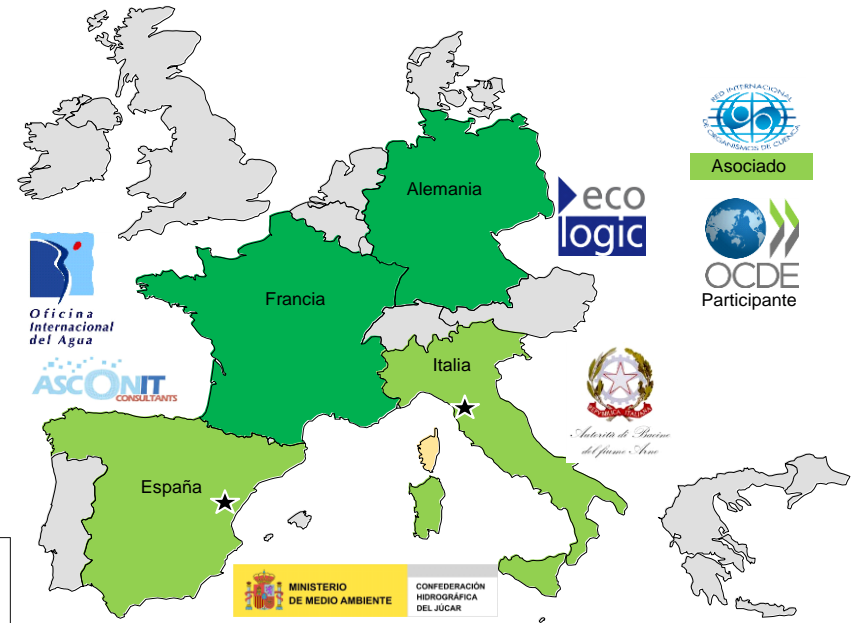 RED INTERNACIONAL
DE ORGANISMOS DE CUENCA
Asociado
Alemania
eco
logic
OCDE
Participante
Francia
Oficina
Internacional
del Agua
Italia
ASCONIT
CONSULTANTS
REPVBBLICA ITALIANA
Autorità di Bacino
del fiume Arno
España
MINISTERIO
DE MEDIO AMBIENTE
CONFEDERACIÓN
HIDROGRÁFICA
DEL JÚCAR